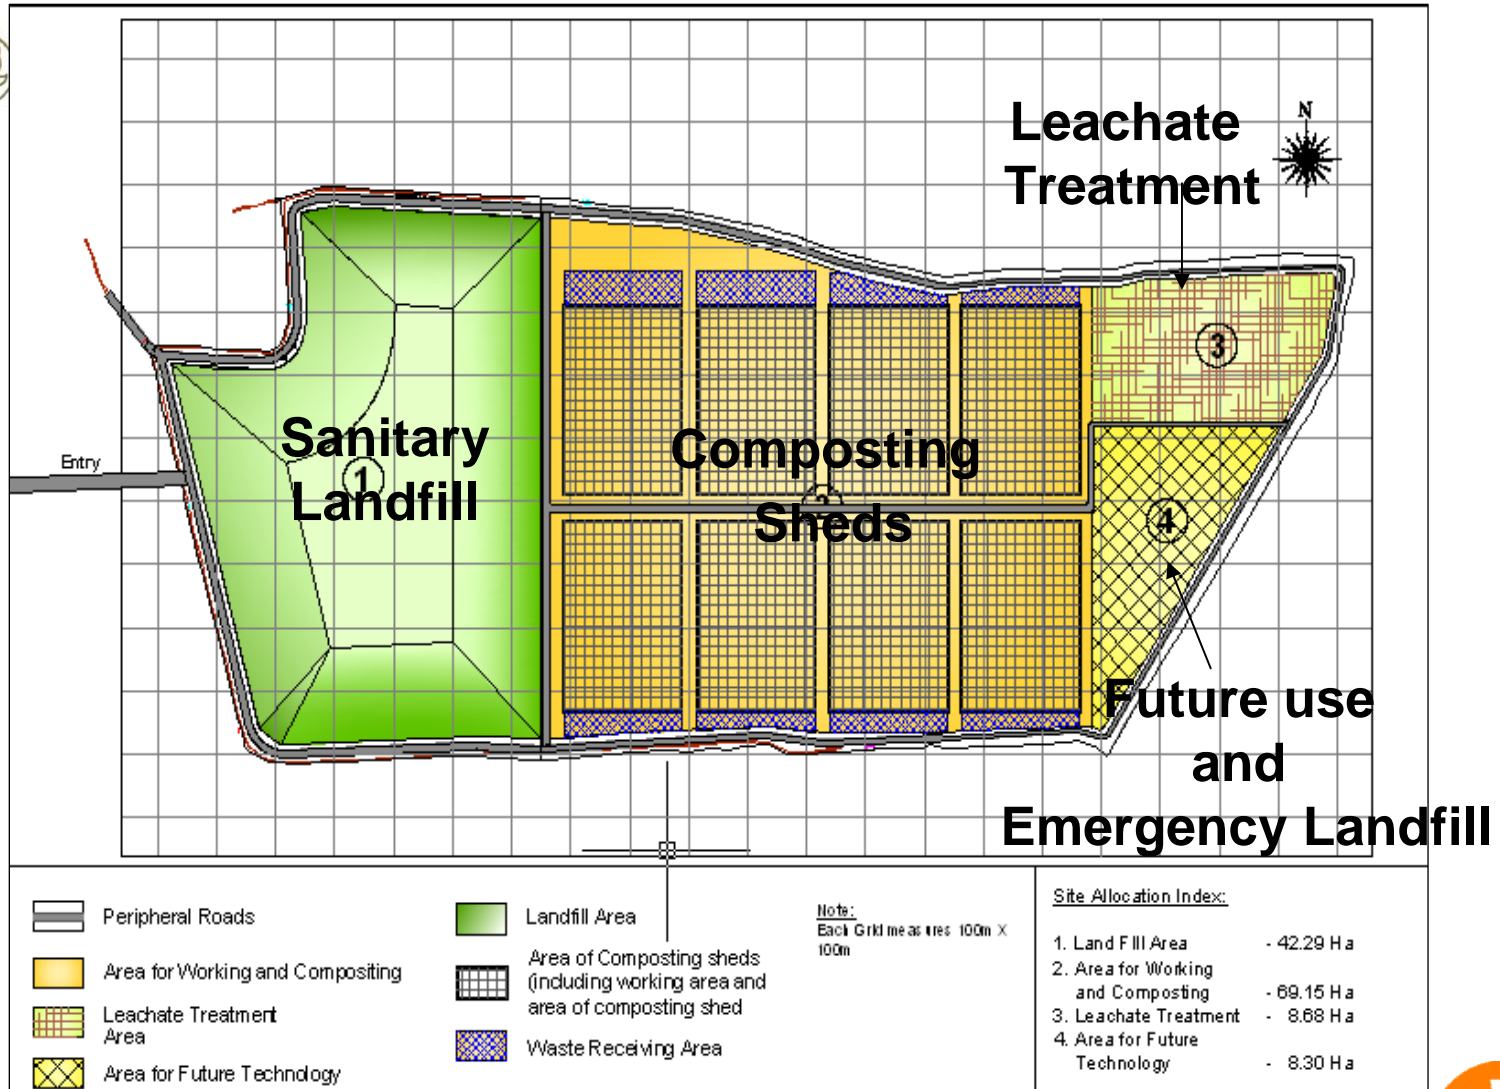 Leachate
Treatment
N
3
Sanitary
Landfill
1
Composting
Sheds
Entry
4
Future use
and
Emergency Landfill
Peripheral Roads
Area for Working and Compositing
Leachate Treatment
Area
Area for Future Technology
Landfill Area
Area of Composting sheds
(including working area and
area of composting shed
Waste Receiving Area
Note:
Each Grid measures 100m X
100m
Site Allocation Index:
1. Land FIll Area - 42.29 Ha
2. Area for Working
and Composting - 69.15 Ha
3. Leachate Treatment - 8.68 Ha
4. Area for Future
Technology - 8.30 Ha